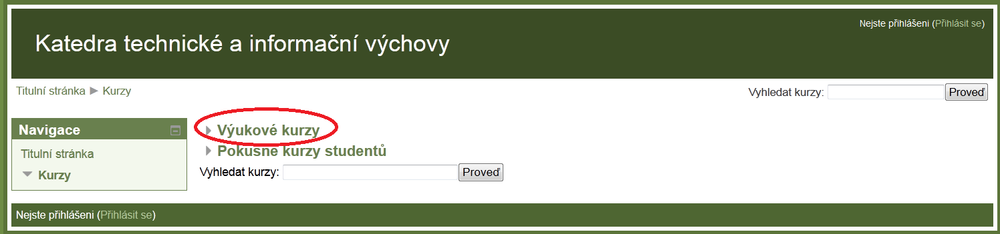 Nejste přihlášeni (Přihlásit se)
Katedra technické a informační výchovy
Titulní stránka ► Kurzy
Vyhledat kurzy: Proveď
Navigace
Titulní stránka
Kurzy
Výukové kurzy
Pokusné kurzy studentů
Vyhledat kurzy: Proveď
Nejste přihlášeni (Přihlásit se)